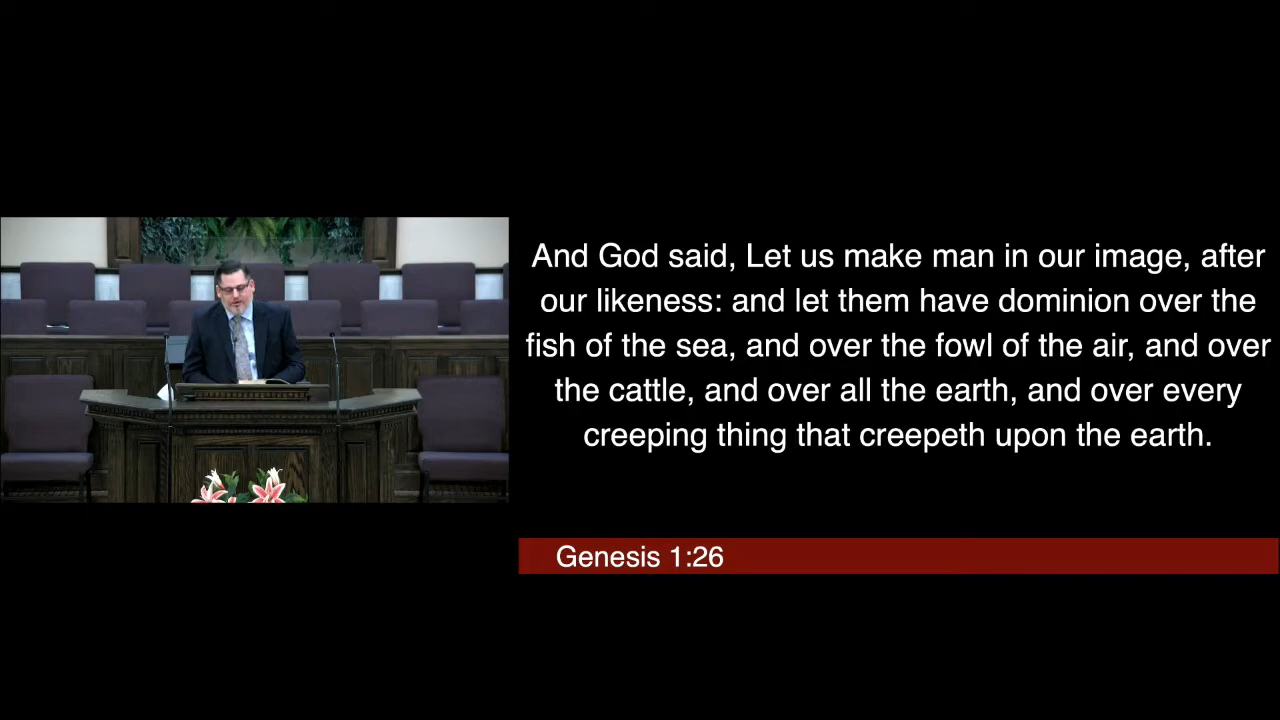 And God said, Let us make man in our image, after
our likeness: and let them have dominion over the
fish of the sea, and over the fowl of the air, and over
the cattle, and over all the earth, and over every
creeping thing that creepeth upon the earth.
Genesis 1:26